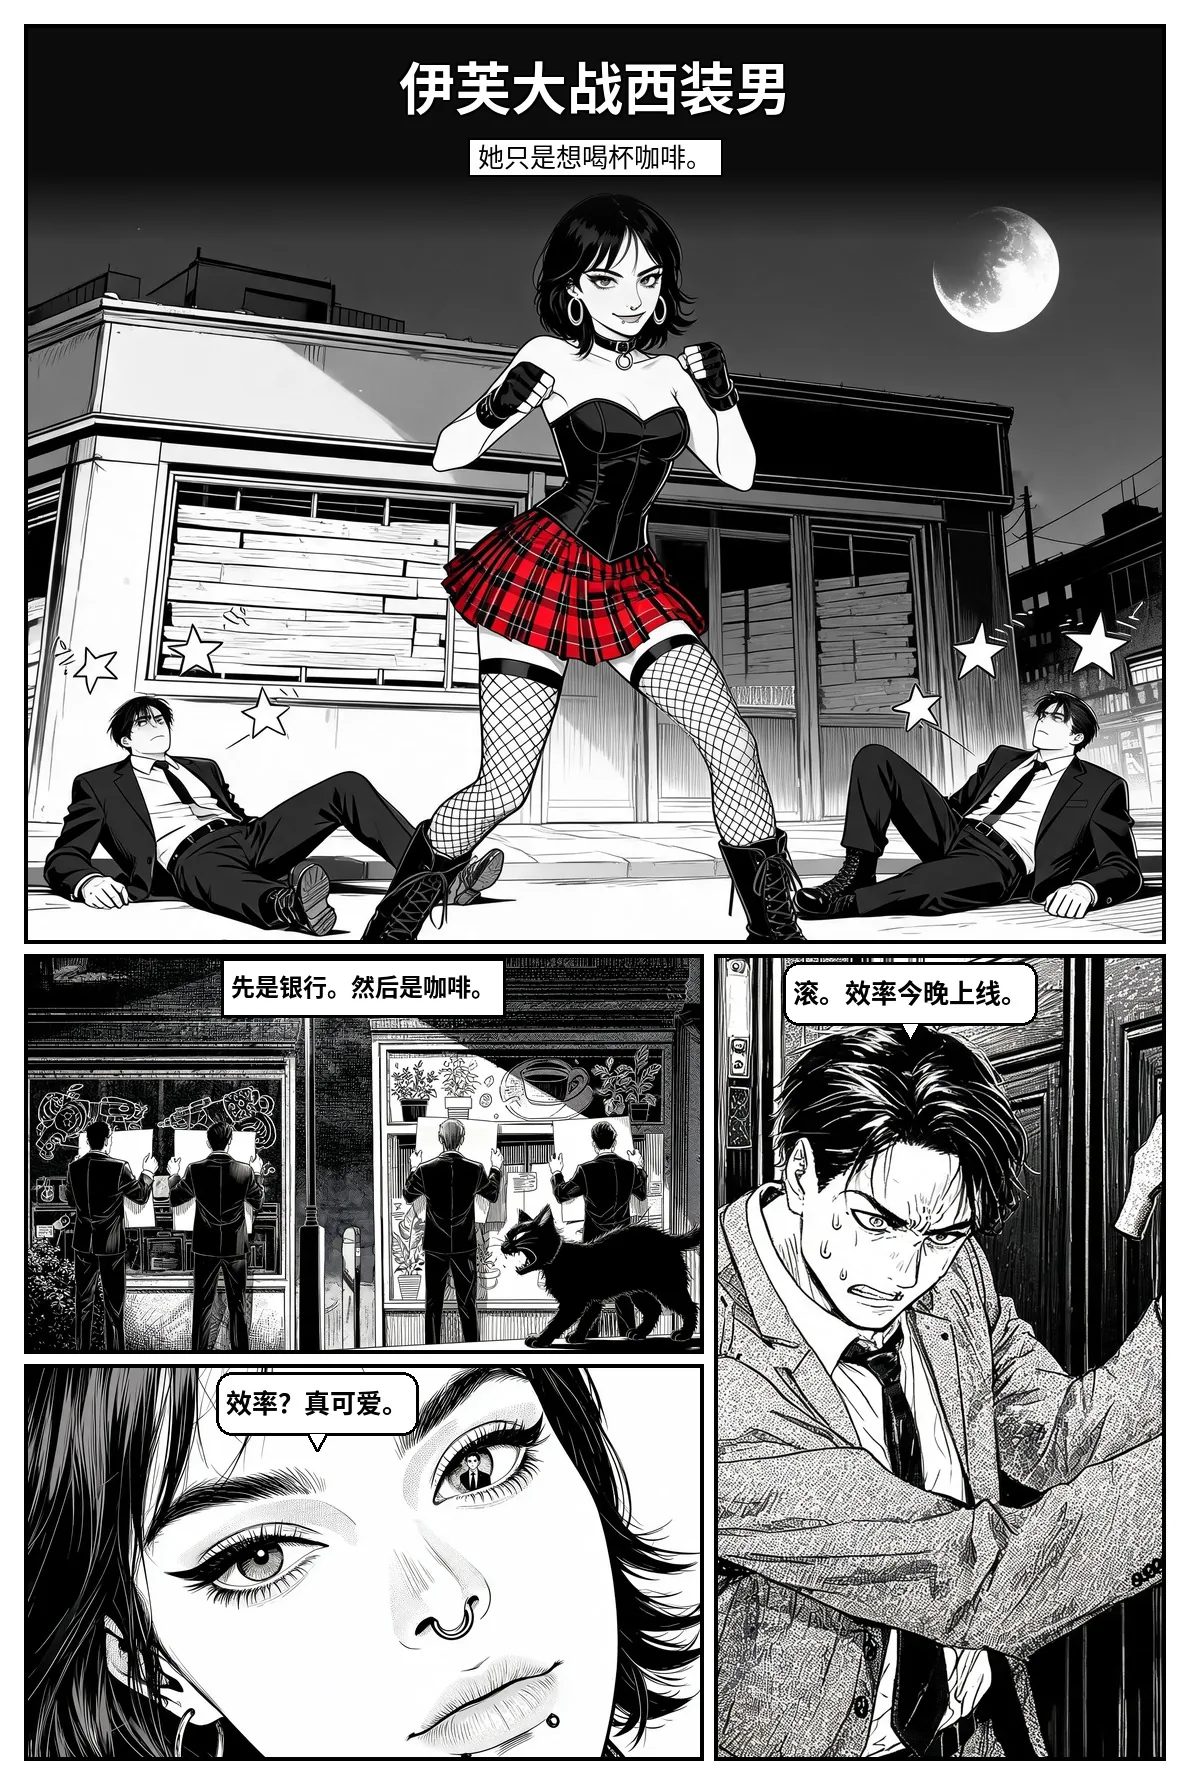 伊芙大战西装男
她只是想喝杯咖啡。
先是银行。然后是咖啡。
滚。效率今晚上线。
效率？真可爱。